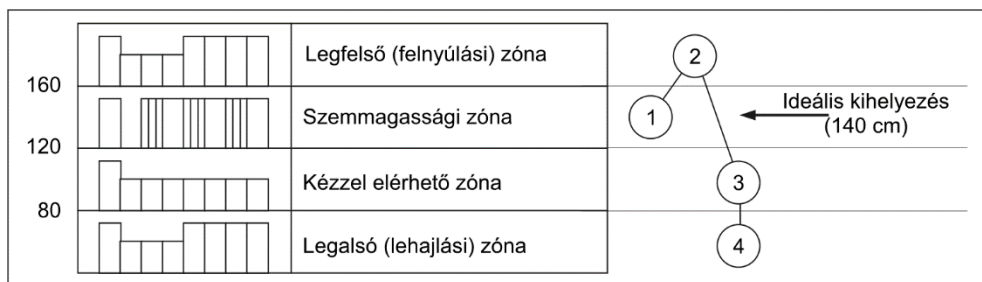 Legfelső (felnyúlási) zóna
2
160
Szemmagassági zóna
1
Ideális kihelyezés
(140 cm)
120
Kézzel elérhető zóna
3
80
Legalsó (lehajlási) zóna
4